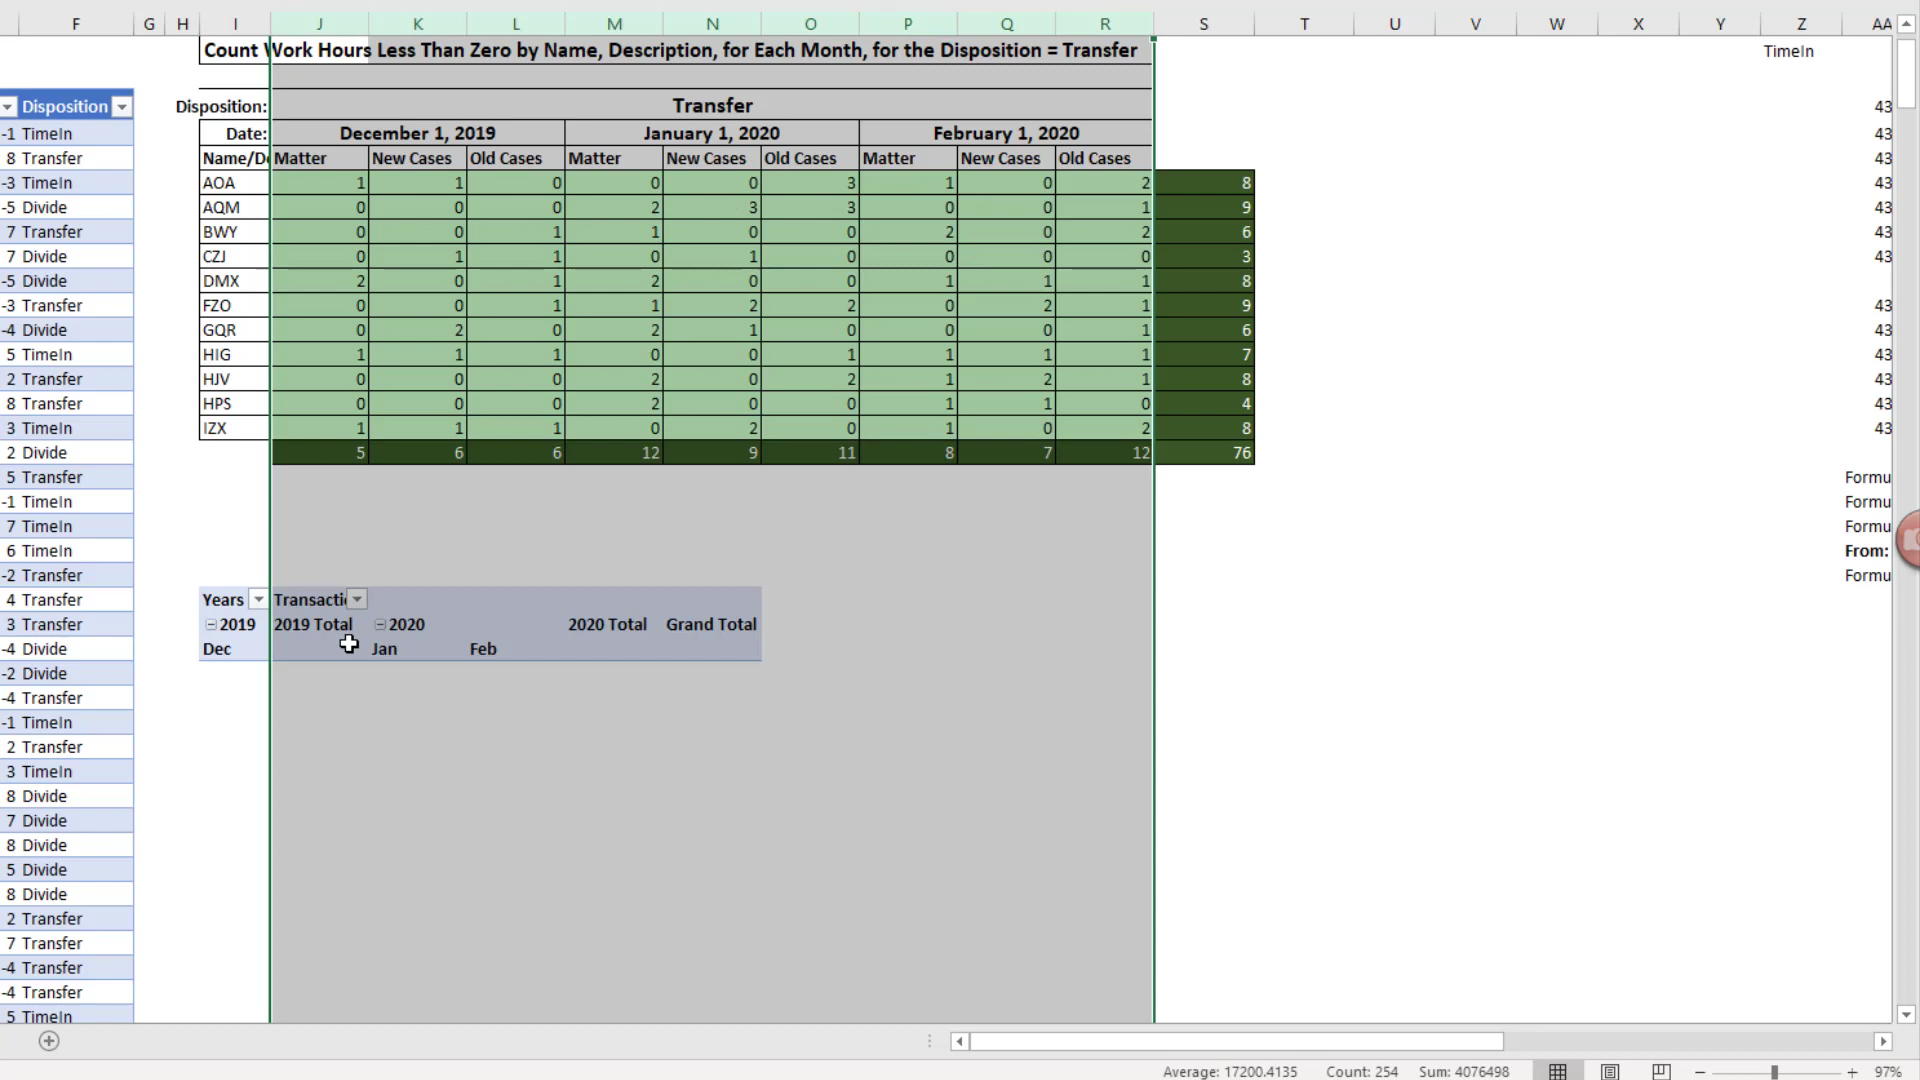 F G H I J K L M N O P Q R S T U V W X Y Z AA
Count Work Hours Less Than Zero by Name, Description, for Each Month, for the Disposition = Transfer TimeIn
Disposition Disposition: Transfer 43
-1 TimeIn Date: December 1, 2019 January 1, 2020 February 1, 2020 43
8 Transfer Name/De Matter New Cases Old Cases Matter New Cases Old Cases Matter New Cases Old Cases 43
-3 TimeIn AOA 1 1 0 0 0 3 1 0 2 8 43
-5 Divide AQM 0 0 0 2 3 3 0 0 1 9 43
7 Transfer BWY 0 0 1 1 0 0 2 0 2 6 43
7 Divide CZJ 0 1 1 0 1 0 0 0 0 3 43
-5 Divide DMX 2 0 1 2 0 0 1 1 1 8
-3 Transfer FZO 0 0 1 1 2 2 0 2 1 9 43
-4 Divide GQR 0 2 0 2 1 0 0 0 1 6 43
5 TimeIn HIG 1 1 1 0 0 1 1 1 1 7 43
2 Transfer HJV 0 0 0 2 0 2 1 2 1 8 43
8 Transfer HPS 0 0 0 2 0 0 1 1 0 4 43
3 TimeIn IZX 1 1 1 0 2 0 1 0 2 8 43
2 Divide 5 6 6 12 9 11 8 7 12 76
5 Transfer Formu
-1 TimeIn Formu
7 TimeIn Formu
6 TimeIn From:
-2 Transfer Formu
4 Transfer Years Transactio
3 Transfer 2019 2019 Total 2020 2020 Total Grand Total
-4 Divide Dec Jan Feb
-2 Divide
-4 Transfer
-1 TimeIn
2 Transfer
3 TimeIn
8 Divide
7 Divide
8 Divide
5 Divide
8 Divide
2 Transfer
7 Transfer
-4 Transfer
-4 Transfer
5 TimeIn
Average: 17200.4135 Count: 254 Sum: 4076498 97%